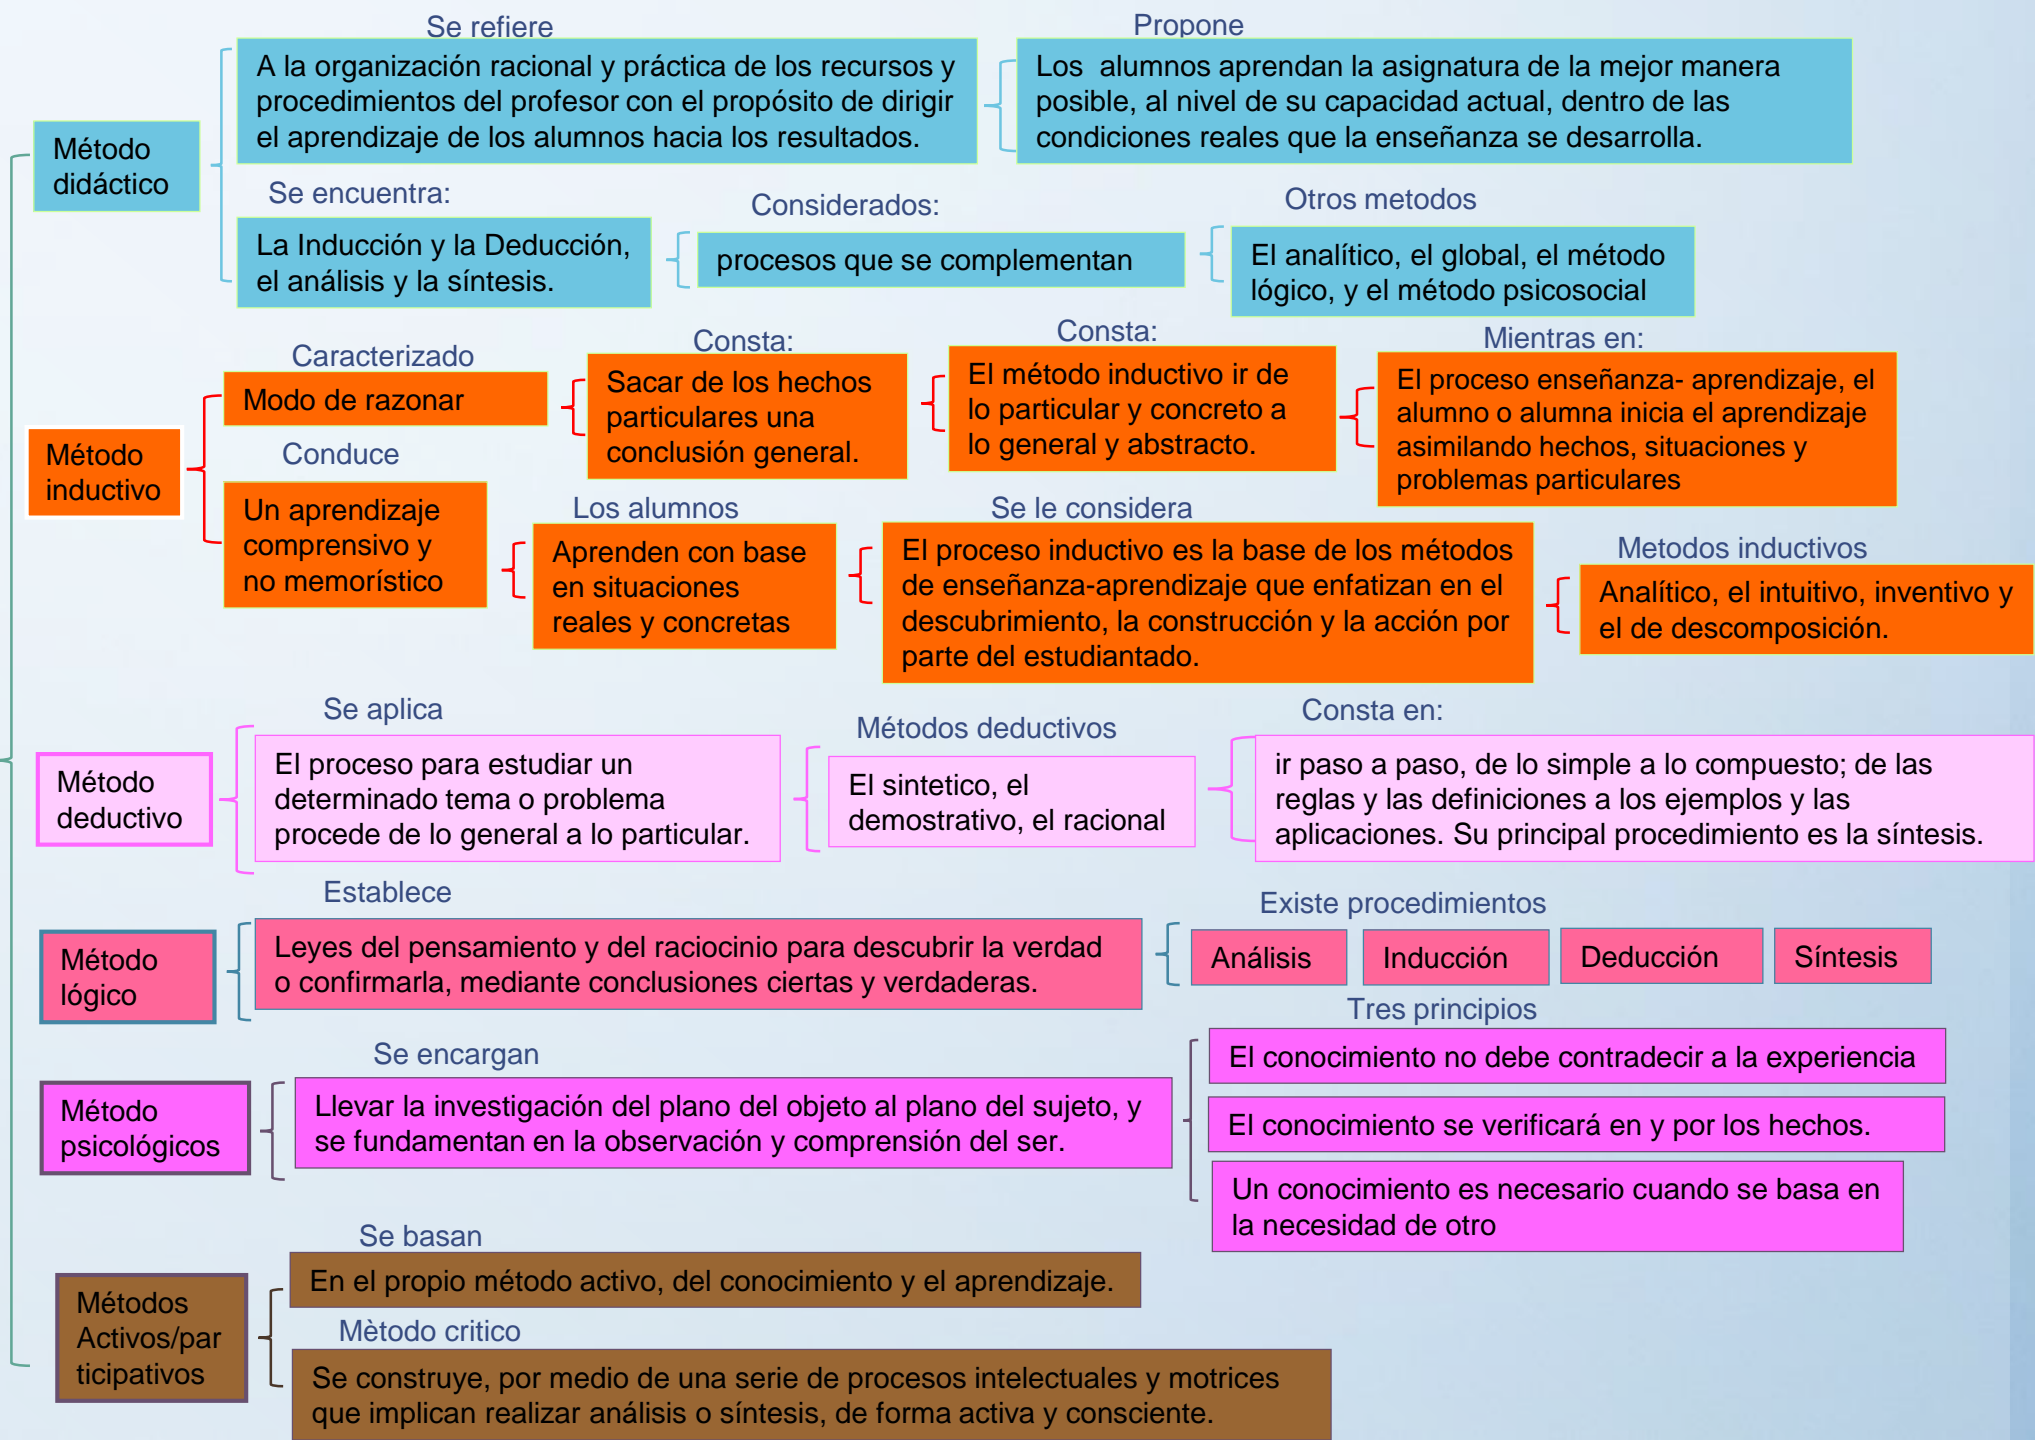 Se refiere
Propone
A la organización racional y práctica de los recursos y
procedimientos del profesor con el propósito de dirigir
el aprendizaje de los alumnos hacia los resultados.
Los  alumnos aprendan la asignatura de la mejor manera
posible, al nivel de su capacidad actual, dentro de las
condiciones reales que la enseñanza se desarrolla.
Método
didáctico
Se encuentra:
Considerados:
Otros metodos
La Inducción y la Deducción,
el análisis y la síntesis.
procesos que se complementan
El analítico, el global, el método
lógico, y el método psicosocial
Caracterizado
Consta:
Consta:
Mientras en:
Modo de razonar
Sacar de los hechos
particulares una
conclusión general.
El método inductivo ir de
lo particular y concreto a
lo general y abstracto.
El proceso enseñanza- aprendizaje, el
alumno o alumna inicia el aprendizaje
asimilando hechos, situaciones y
problemas particulares
Método
inductivo
Conduce
Los alumnos
Se le considera
Metodos inductivos
Un aprendizaje
comprensivo y
no memorístico
Aprenden con base
en situaciones
reales y concretas
El proceso inductivo es la base de los métodos
de enseñanza-aprendizaje que enfatizan en el
descubrimiento, la construcción y la acción por
parte del estudiantado.
Analítico, el intuitivo, inventivo y
el de descomposición.
Se aplica
Métodos deductivos
Consta en:
Método
deductivo
El proceso para estudiar un
determinado tema o problema
procede de lo general a lo particular.
El sintetico, el
demostrativo, el racional
ir paso a paso, de lo simple a lo compuesto; de las
reglas y las definiciones a los ejemplos y las
aplicaciones. Su principal procedimiento es la síntesis.
Establece
Existe procedimientos
Método
lógico
Leyes del pensamiento y del raciocinio para descubrir la verdad
o confirmarla, mediante conclusiones ciertas y verdaderas.
Análisis
Inducción
Deducción
Síntesis
Se encargan
Tres principios
Método
psicológicos
Llevar la investigación del plano del objeto al plano del sujeto, y
se fundamentan en la observación y comprensión del ser.
El conocimiento no debe contradecir a la experiencia
El conocimiento se verificará en y por los hechos.
Un conocimiento es necesario cuando se basa en
la necesidad de otro
Se basan
Métodos
Activos/par
ticipativos
En el propio método activo, del conocimiento y el aprendizaje.
Mètodo critico
Se construye, por medio de una serie de procesos intelectuales y motrices
que implican realizar análisis o síntesis, de forma activa y consciente.